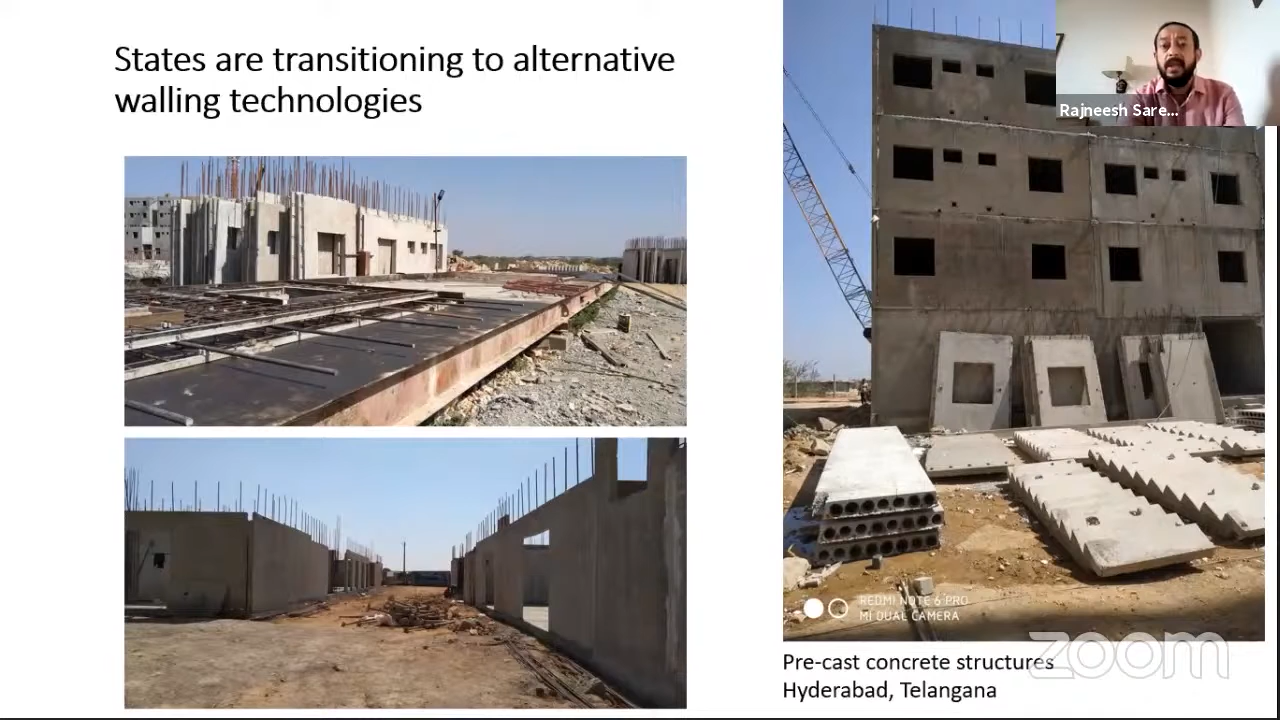 States are transitioning to alternative
walling technologies
Rajneesh Sare...
REDMI NOTE 6 PRO
MI DUAL CAMERA
Pre-cast concrete structures
Hyderabad, Telangana
zoom